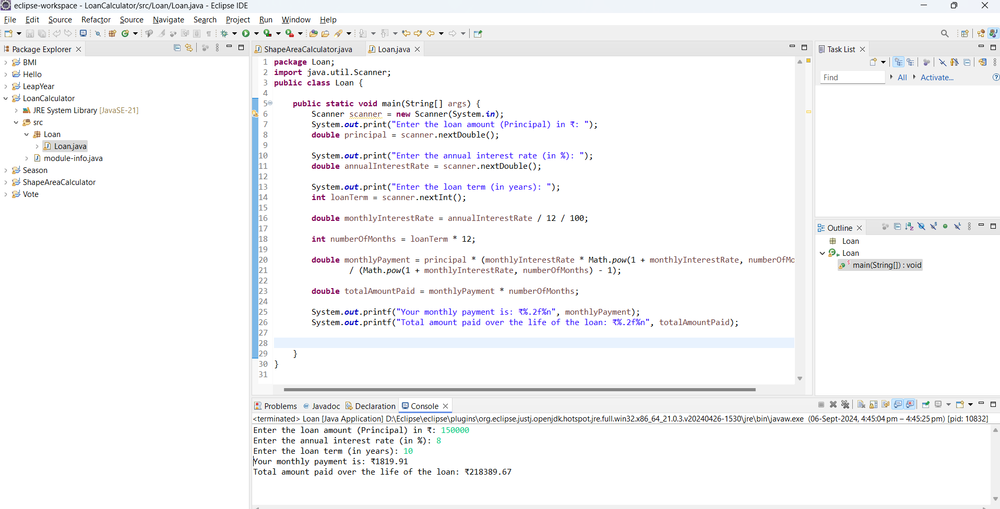 eclipse-workspace - LoanCalculator/src/Loan/Loan.java - Eclipse IDE
File Edit Source Refactor Source Navigate Search Project Run Window Help
Package Explorer
BMI
Hello
LeapYear
LoanCalculator
JRE System Library [JavaSE-21]
src
Loan
Loan.java
module-info.java
Season
ShapeAreaCalculator
Vote
ShapeAreaCalculator.java Loan.java
1 package Loan;
2 import java.util.Scanner;
3 public class Loan {
4
5 public static void main(String[] args) {
6 Scanner scanner = new Scanner(System.in);
7 System.out.print("Enter the loan amount (Principal) in ₹: ");
8 double principal = scanner.nextDouble();
9
10 System.out.print("Enter the annual interest rate (in %): ");
11 double annualInterestRate = scanner.nextDouble();
12
13 System.out.print("Enter the loan term (in years): ");
14 int loanTerm = scanner.nextInt();
15
16 double monthlyInterestRate = annualInterestRate / 12 / 100;
17
18 int numberOfMonths = loanTerm * 12;
19
20 double monthlyPayment = principal * (monthlyInterestRate * Math.pow(1 + monthlyInterestRate, numberOfMo
21 / (Math.pow(1 + monthlyInterestRate, numberOfMonths) - 1);
22
23 double totalAmountPaid = monthlyPayment * numberOfMonths;
24
25 System.out.printf("Your monthly payment is: ₹%.2f%n", monthlyPayment);
26 System.out.printf("Total amount paid over the life of the loan: ₹%.2f%n", totalAmountPaid);
27
28
29 }
30 }
31
Task List
Find All Activate...
Outline
Loan
Loan
main(String[]) : void
Problems Javadoc Declaration Console
<terminated> Loan [Java Application] D:\Eclipse\eclipse\plugins\org.eclipse.justj.openjdk.hotspot.jre.full.win32.x86_64_21.0.3.v20240426-1530\jre\bin\javaw.exe (06-Sept-2024, 4:45:04 pm – 4:45:25 pm) [pid: 10832]
Enter the loan amount (Principal) in ₹: 150000
Enter the annual interest rate (in %): 8
Enter the loan term (in years): 10
Your monthly payment is: ₹1819.91
Total amount paid over the life of the loan: ₹218389.67